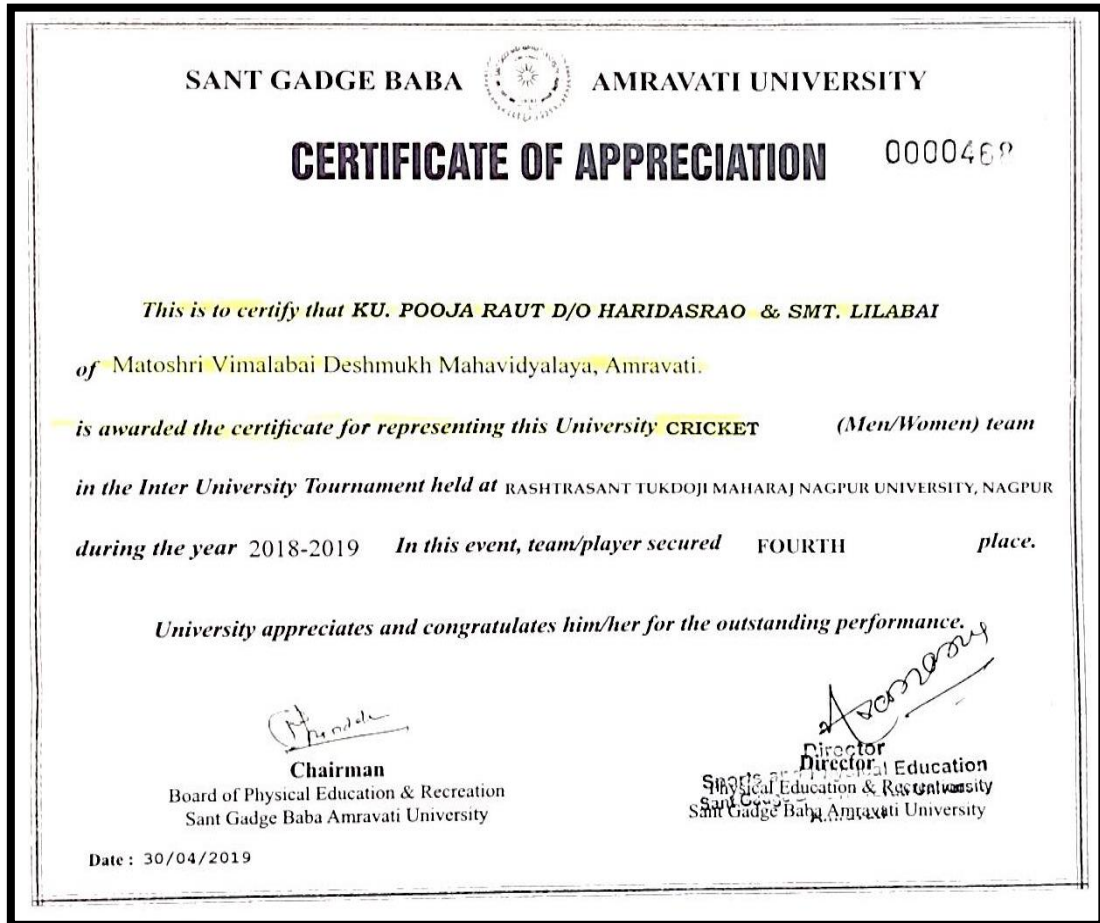 SANT GADGE BABA AMRAVATI UNIVERSITY
CERTIFICATE OF APPRECIATION
This is to certify that KU. POOJA RAUT D/O HARIDASRAO & SMT. LILABAI
of Matoshri Vimalabai Deshmukh Mahavidyalaya, Amravati.
is awarded the certificate for representing this University CRICKET (Men/Women) team
in the Inter University Tournament held at RASHTRASANT TUKDOJI MAHARAJ NAGPUR UNIVERSITY, NAGPUR
during the year 2018-2019 In this event, team/player secured FOURTH place.
University appreciates and congratulates him/her for the outstanding performance.
Chairman
Board of Physical Education & Recreation
Sant Gadge Baba Amravati University
Director
Director
Sports Education
Physical Education &
Sant Gadge Baba Amravati University
Date : 30/04/2019